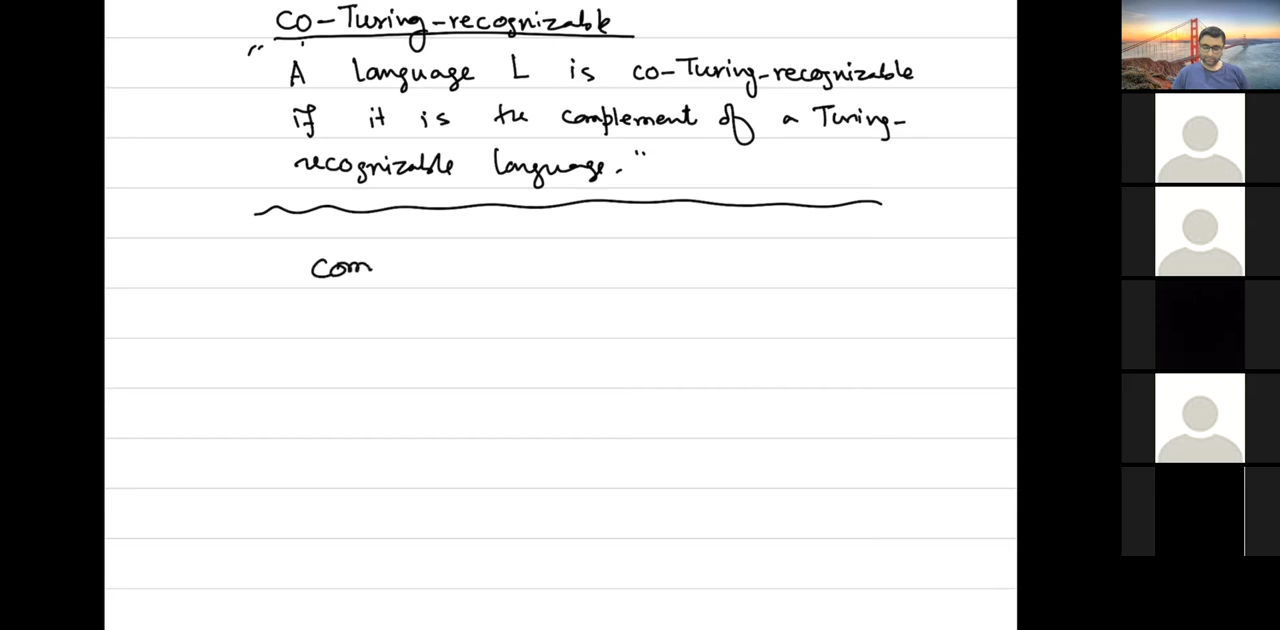 co-Turing-recognizable
" A language L is co-Turing-recognizable
if it is the complement of a Turing-
recognizable language."
com